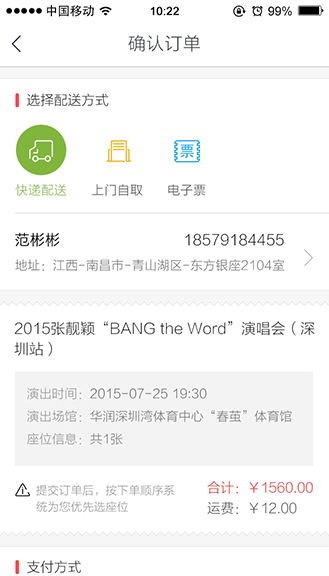 中国移动 10:22 99%
确认订单
选择配送方式
票
快递配送 上门自取 电子票
范彬彬 18579184455
地址：江西-南昌市-青山湖区-东方银座2104室
2015张靓颖“BANG the Word”演唱会（深
圳站）
演出时间：2015-07-25 19:30
演出场馆：华润深圳湾体育中心“春茧”体育馆
座位信息：共1张
提交订单后，按下单顺序系
统为您优先选座位
合计：￥1560.00
运费：￥12.00
支付方式